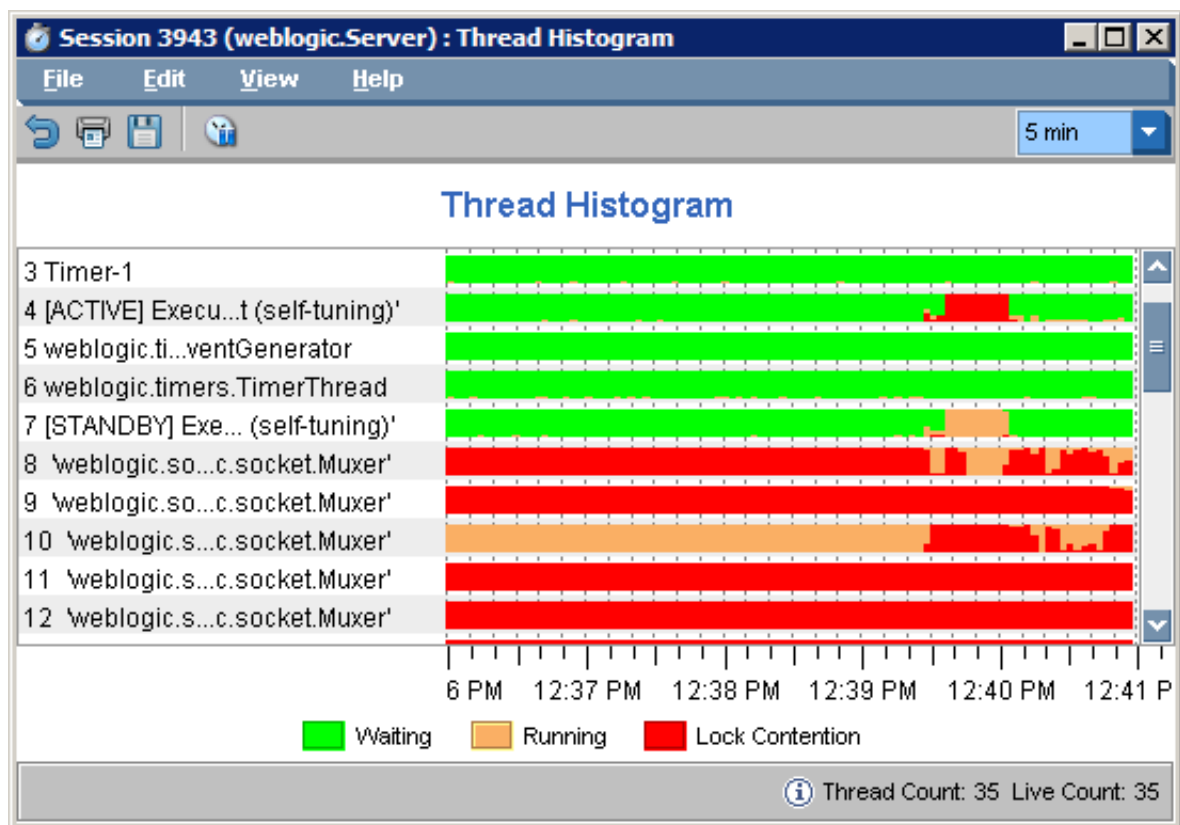 Session 3943 (weblogic.Server) : Thread Histogram
File Edit View Help
5 min
Thread Histogram
3 Timer-1
4 [ACTIVE] Execu...t (self-tuning)'
5 weblogic.ti...ventGenerator
6 weblogic.timers.TimerThread
7 [STANDBY] Exe... (self-tuning)'
8 'weblogic.so...c.socket.Muxer'
9 'weblogic.so...c.socket.Muxer'
10 'weblogic.s...c.socket.Muxer'
11 'weblogic.s...c.socket.Muxer'
12 'weblogic.s...c.socket.Muxer'
6 PM 12:37 PM 12:38 PM 12:39 PM 12:40 PM 12:41 P
Waiting Running Lock Contention
Thread Count: 35 Live Count: 35